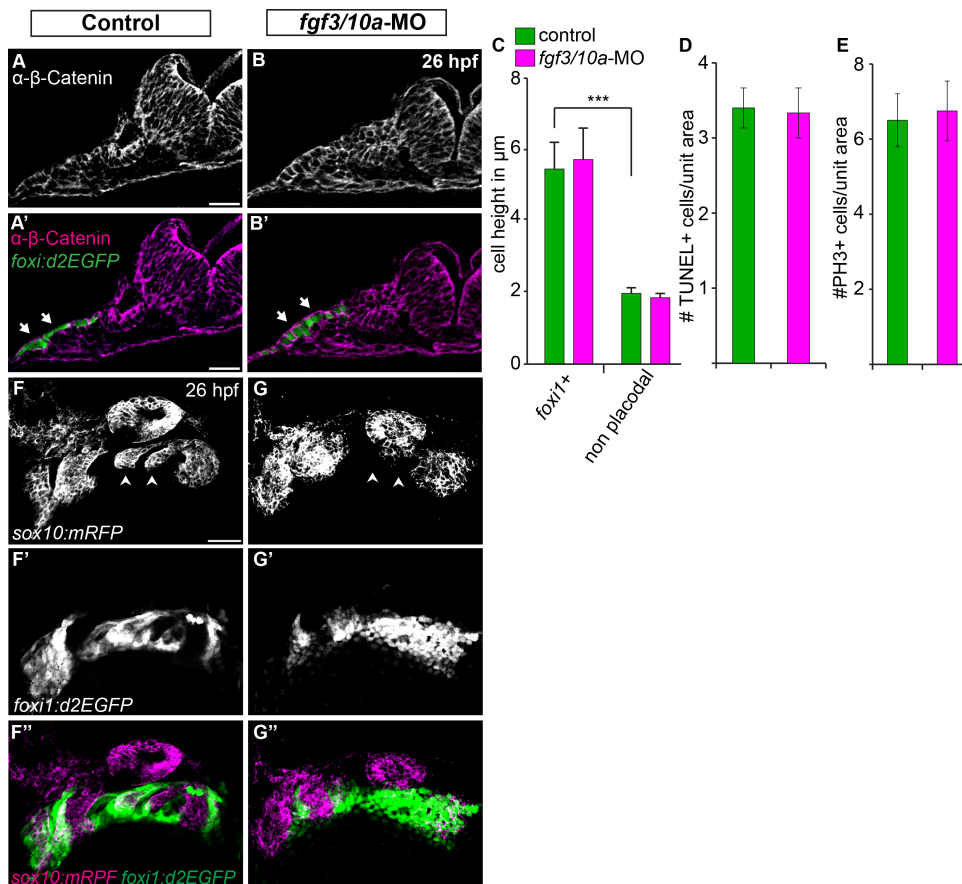 Control
fgf3/10a-MO
A
α-β-Catenin
B
26 hpf
A'
α-β-Catenin
foxi:d2EGFP
B'
C
control
fgf3/10a-MO
8
6
4
2
0
cell height in µm
***
foxi1+
non placodal
D
4
3
2
1
0
# TUNEL+ cells/unit area
E
8
6
4
2
#PH3+ cells/unit area
F
26 hpf
sox10:mRFP
G
F'
foxi1:d2EGFP
G'
F"
sox10:mRPF foxi1:d2EGFP
G"